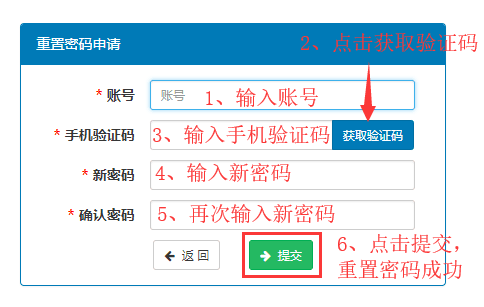 2、点击获取验证码
重置密码申请
* 账号 账号 1、输入账号
* 手机验证码 3、输入手机验证码 获取验证码
* 新密码 4、输入新密码
* 确认密码 5、再次输入新密码
返回 提交 6、点击提交，
重置密码成功